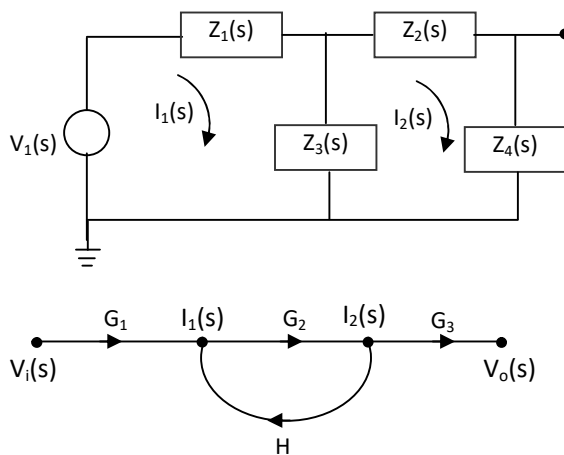 Z₁(s) Z₂(s)
I₁(s) I₂(s)
V₁(s) Z₃(s) Z₄(s)
G₁ I₁(s) G₂ I₂(s) G₃
Vᵢ(s) Vₒ(s)
H